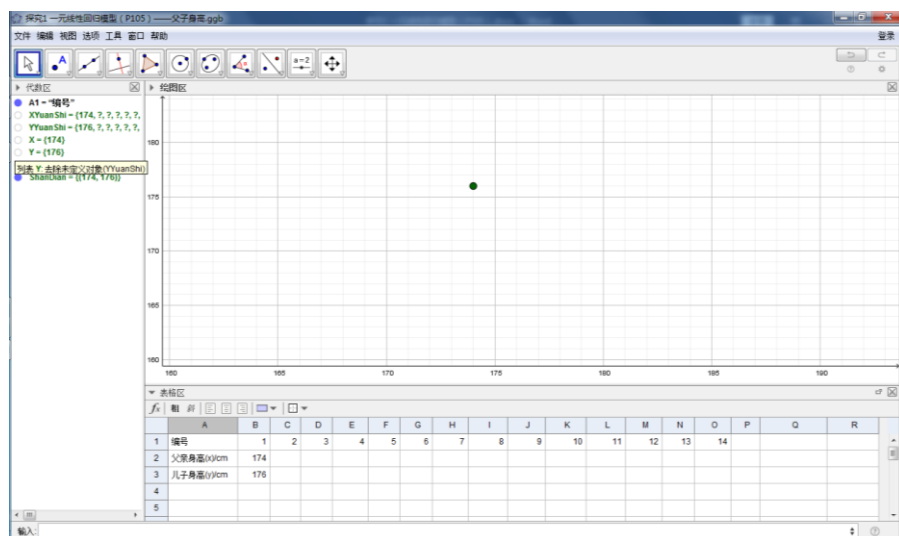 探究1 一元线性回归模型(P105)——父子身高.ggb
文件 编辑 视图 选项 工具 窗口 帮助
登录
a=2
代数区
绘图区
A1 = "编号"
XYuanShi = {174, ?, ?, ?, ?, ?,
YYuanShi = {176, ?, ?, ?, ?, ?,
X = {174}
Y = {176}
列表 Y: 去除未定义对象(YYuanShi)
SanDian = {(174, 176)}
180
175
170
165
160
160 165 170 175 180 185 190
表格区
fx 粗 斜
A B C D E F G H I J K L M N O P Q R
1 编号 1 2 3 4 5 6 7 8 9 10 11 12 13 14
2 父亲身高(x)/cm 174
3 儿子身高(y)/cm 176
4
5
输入: